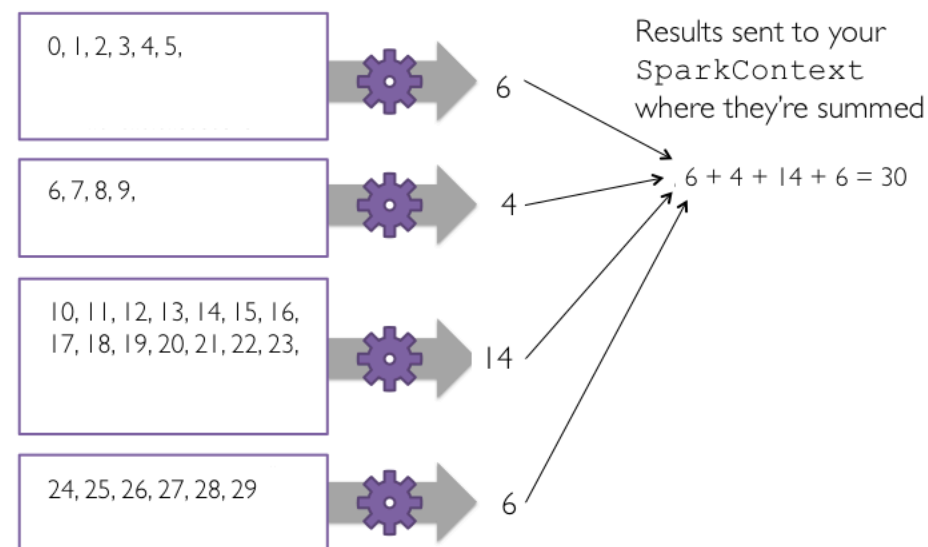 0, 1, 2, 3, 4, 5,
6
Results sent to your
SparkContext
where they're summed
6, 7, 8, 9,
4
6 + 4 + 14 + 6 = 30
10, 11, 12, 13, 14, 15, 16,
17, 18, 19, 20, 21, 22, 23,
14
24, 25, 26, 27, 28, 29
6